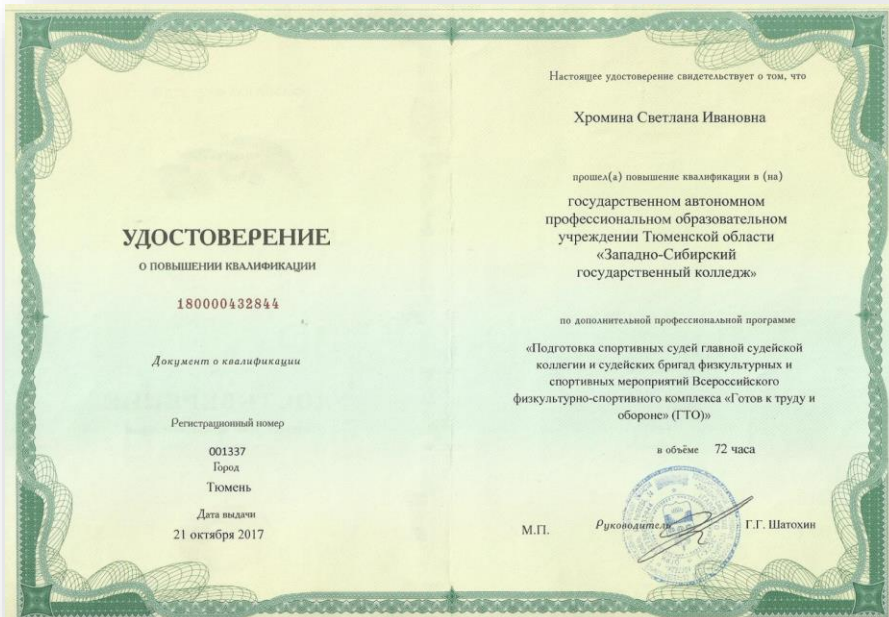 УДОСТОВЕРЕНИЕ
О ПОВЫШЕНИИ КВАЛИФИКАЦИИ
180000432844
Документ о квалификации
Регистрационный номер
001337
Город
Тюмень
Дата выдачи
21 октября 2017
Настоящее удостоверение свидетельствует о том, что
Хромина Светлана Ивановна
прошел(а) повышение квалификации в (на)
государственном автономном
профессиональном образовательном
учреждении Тюменской области
«Западно-Сибирский
государственный колледж»
по дополнительной профессиональной программе
«Подготовка спортивных судей главной судейской
коллегии и судейских бригад физкультурных и
спортивных мероприятий Всероссийского
физкультурно-спортивного комплекса «Готов к труду и
обороне» (ГТО)»
в объёме 72 часа
М.П. Руководитель Г.Г. Шатохин